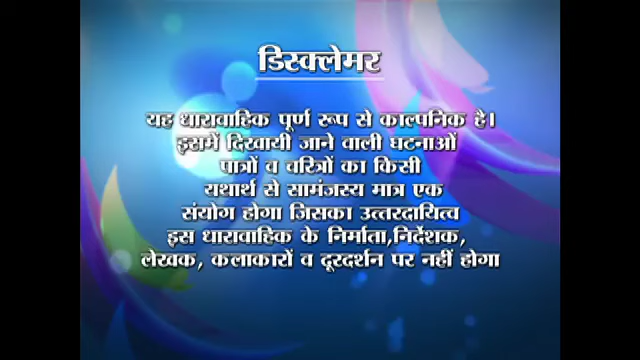 डिस्क्लेमर
यह धारावाहिक पूर्ण रूप से काल्पनिक है।
इसमें दिखायी जाने वाली घटनाओं
पात्रों व चरित्रों का किसी
यथार्थ से सामंजस्य मात्र एक
संयोग होगा जिसका उत्तरदायित्व
इस धारावाहिक के निर्माता,निर्देशक,
लेखक, कलाकारों व दूरदर्शन पर नहीं होगा